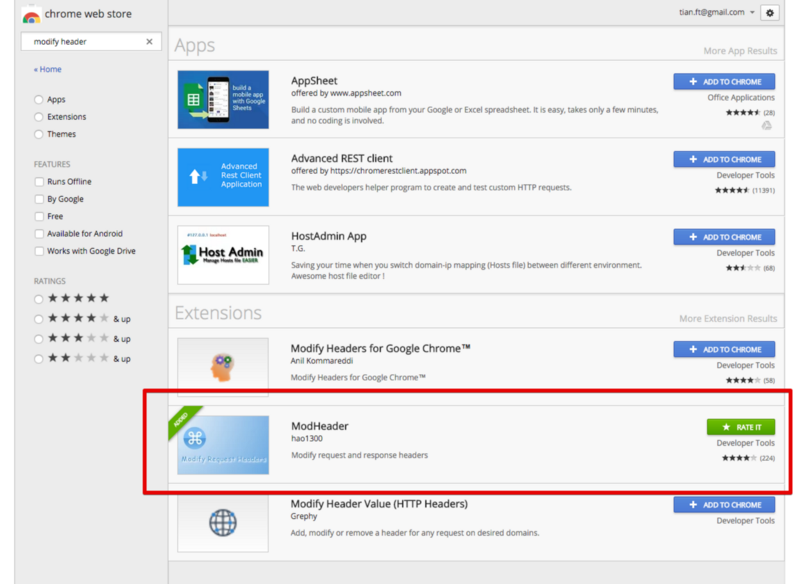 chrome web store
tian.ft@gmail.com
modify header
« Home
Apps
Extensions
Themes
FEATURES
Runs Offline
By Google
Free
Available for Android
Works with Google Drive
RATINGS
& up
& up
& up
Apps
More App Results
build a
mobile app
with Google
Sheets
AppSheet
offered by www.appsheet.com
Build a custom mobile app from your Google or Excel spreadsheet. It is easy, takes only a few minutes,
and no coding is involved.
ADD TO CHROME
Office Applications
(28)
Advanced
Rest Client
Application
Advanced REST client
offered by https://chromerestclient.appspot.com
The web developers helper program to create and test custom HTTP requests.
ADD TO CHROME
Developer Tools
(11391)
#127.0.0.1 localhost
Host Admin
Manage Hosts file EASIER
HostAdmin App
T.G.
Saving your time when you switch domain-ip mapping (Hosts file) between different environment.
Awesome host file editor !
ADD TO CHROME
Developer Tools
(68)
Extensions
More Extension Results
Modify Headers for Google Chrome™
Anil Kommareddi
Modify Headers for Google Chrome™
ADD TO CHROME
Developer Tools
(58)
ADDED
Modify Request Headers
ModHeader
hao1300
Modify request and response headers
RATE IT
Developer Tools
(224)
Modify Header Value (HTTP Headers)
Grephy
Add, modify or remove a header for any request on desired domains.
ADD TO CHROME
Developer Tools